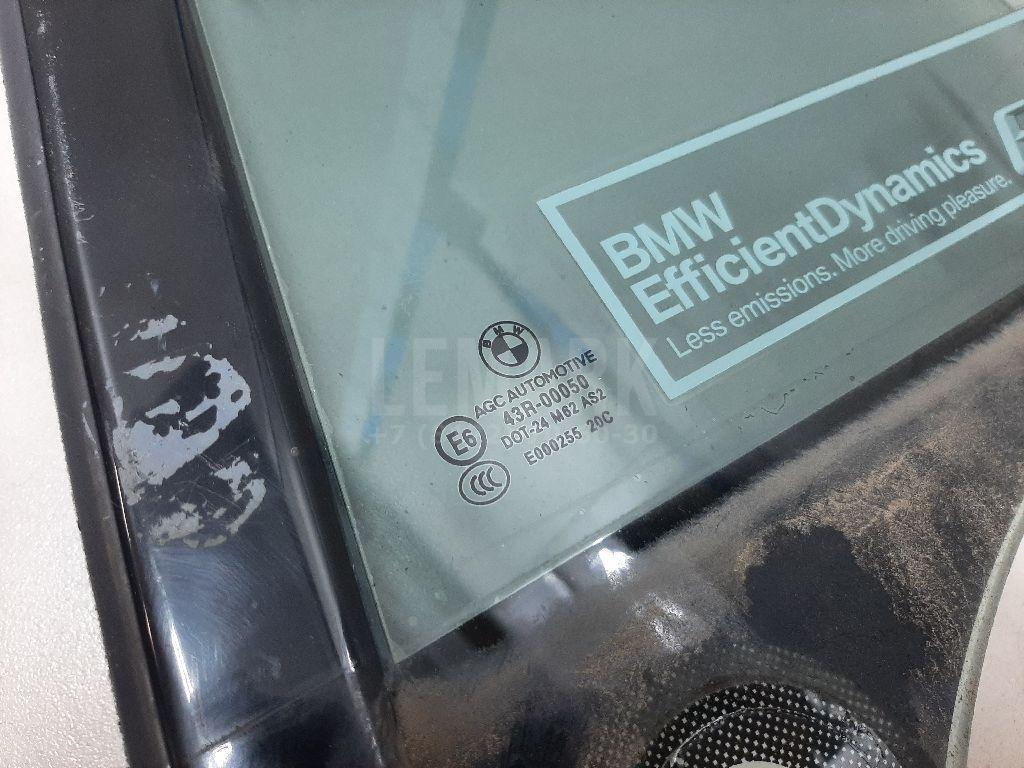 BMW
EfficientDynamics
Less emissions. More driving pleasure.
BMW
AGC AUTOMOTIVE
E6
43R-00050
DOT-24 M62 AS2
E000255 20C
CCC
LEMARK